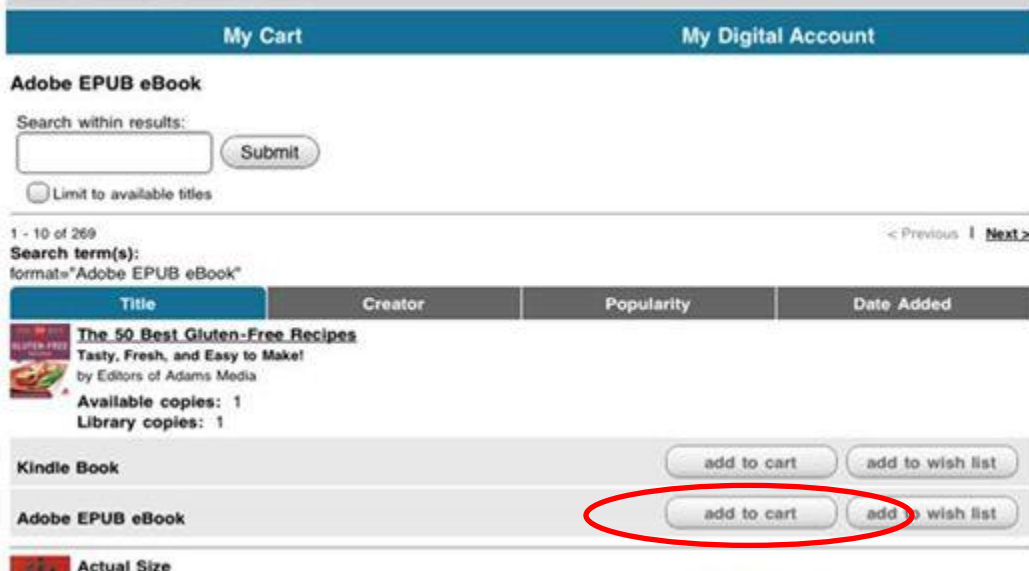 My Cart My Digital Account
Adobe EPUB eBook
Search within results:
Submit
Limit to available titles
1 - 10 of 269 < Previous | Next >
Search term(s):
format="Adobe EPUB eBook"
Title Creator Popularity Date Added
The 50 Best Gluten-Free Recipes
Tasty, Fresh, and Easy to Make!
by Editors of Adams Media
Available copies: 1
Library copies: 1
Kindle Book add to cart add to wish list
Adobe EPUB eBook add to cart add to wish list
Actual Size